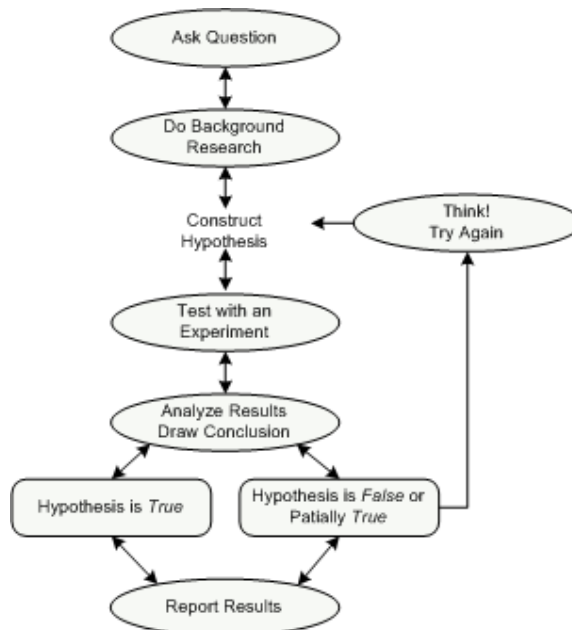 Ask Question
Do Background
Research
Construct
Hypothesis
Think!
Try Again
Test with an
Experiment
Analyze Results
Draw Conclusion
Hypothesis is True
Hypothesis is False or
Patially True
Report Results